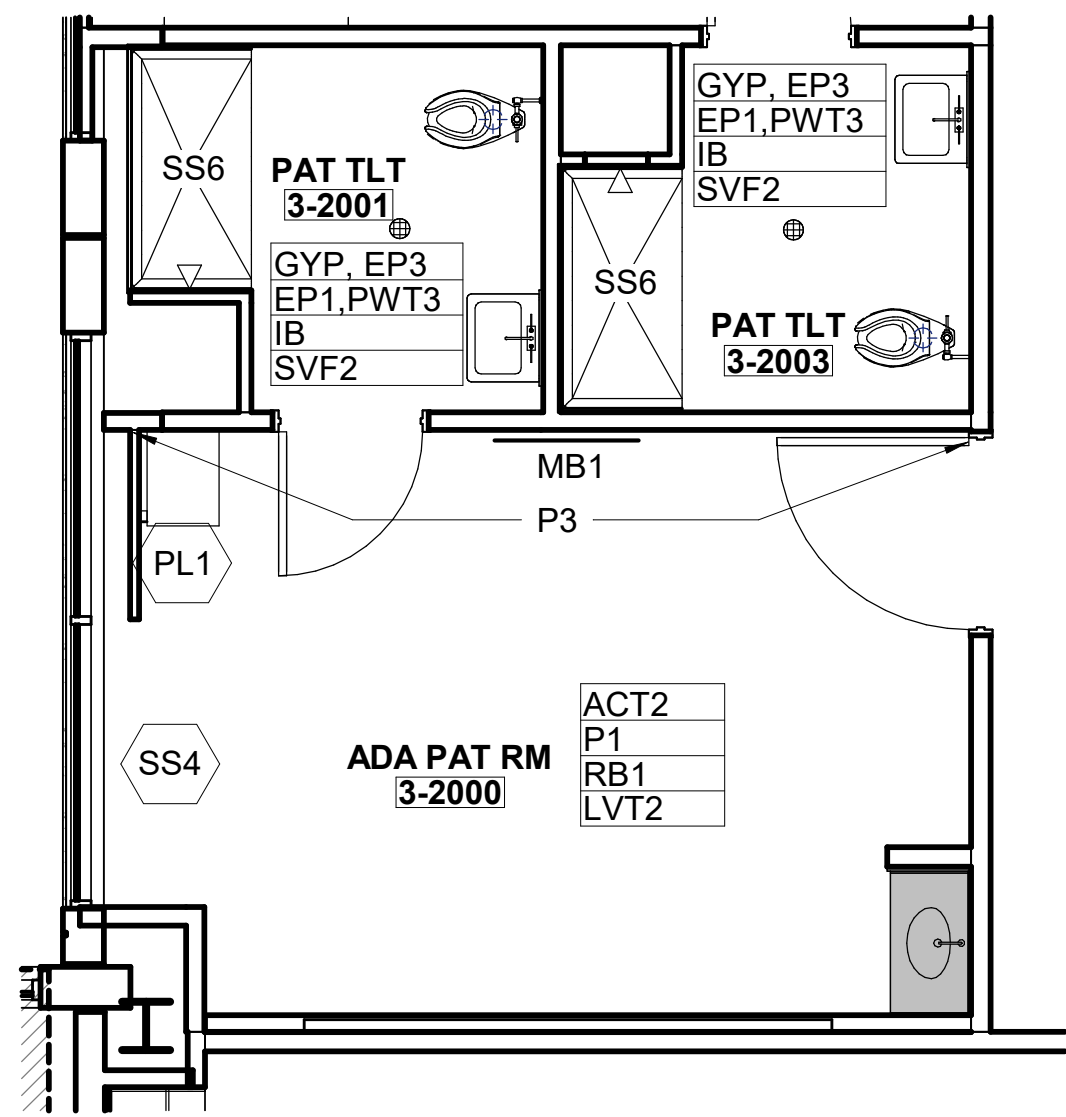 GYP, EP3
EP1,PWT3
IB
SVF2
SS6
PAT TLT
3-2001
GYP, EP3
EP1,PWT3
IB
SVF2
SS6
PAT TLT
3-2003
MB1
P3
PL1
SS4
ADA PAT RM
3-2000
ACT2
P1
RB1
LVT2